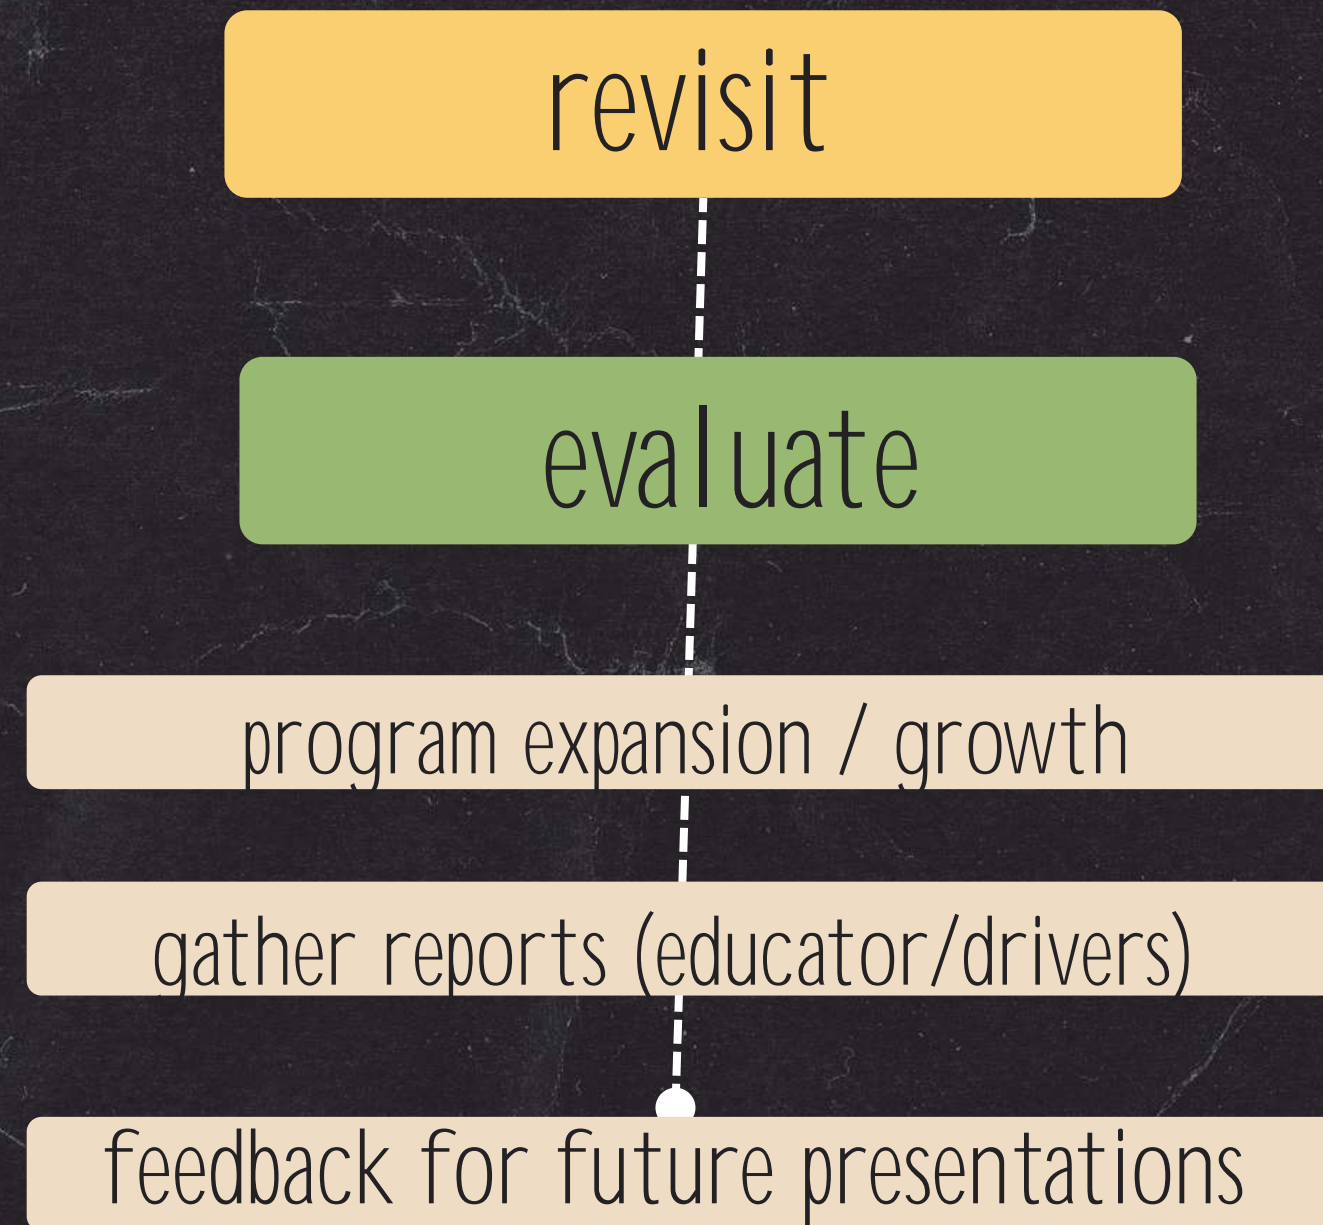 revisit
evaluate
program expansion / growth
gather reports (educator/drivers)
feedback for future presentations